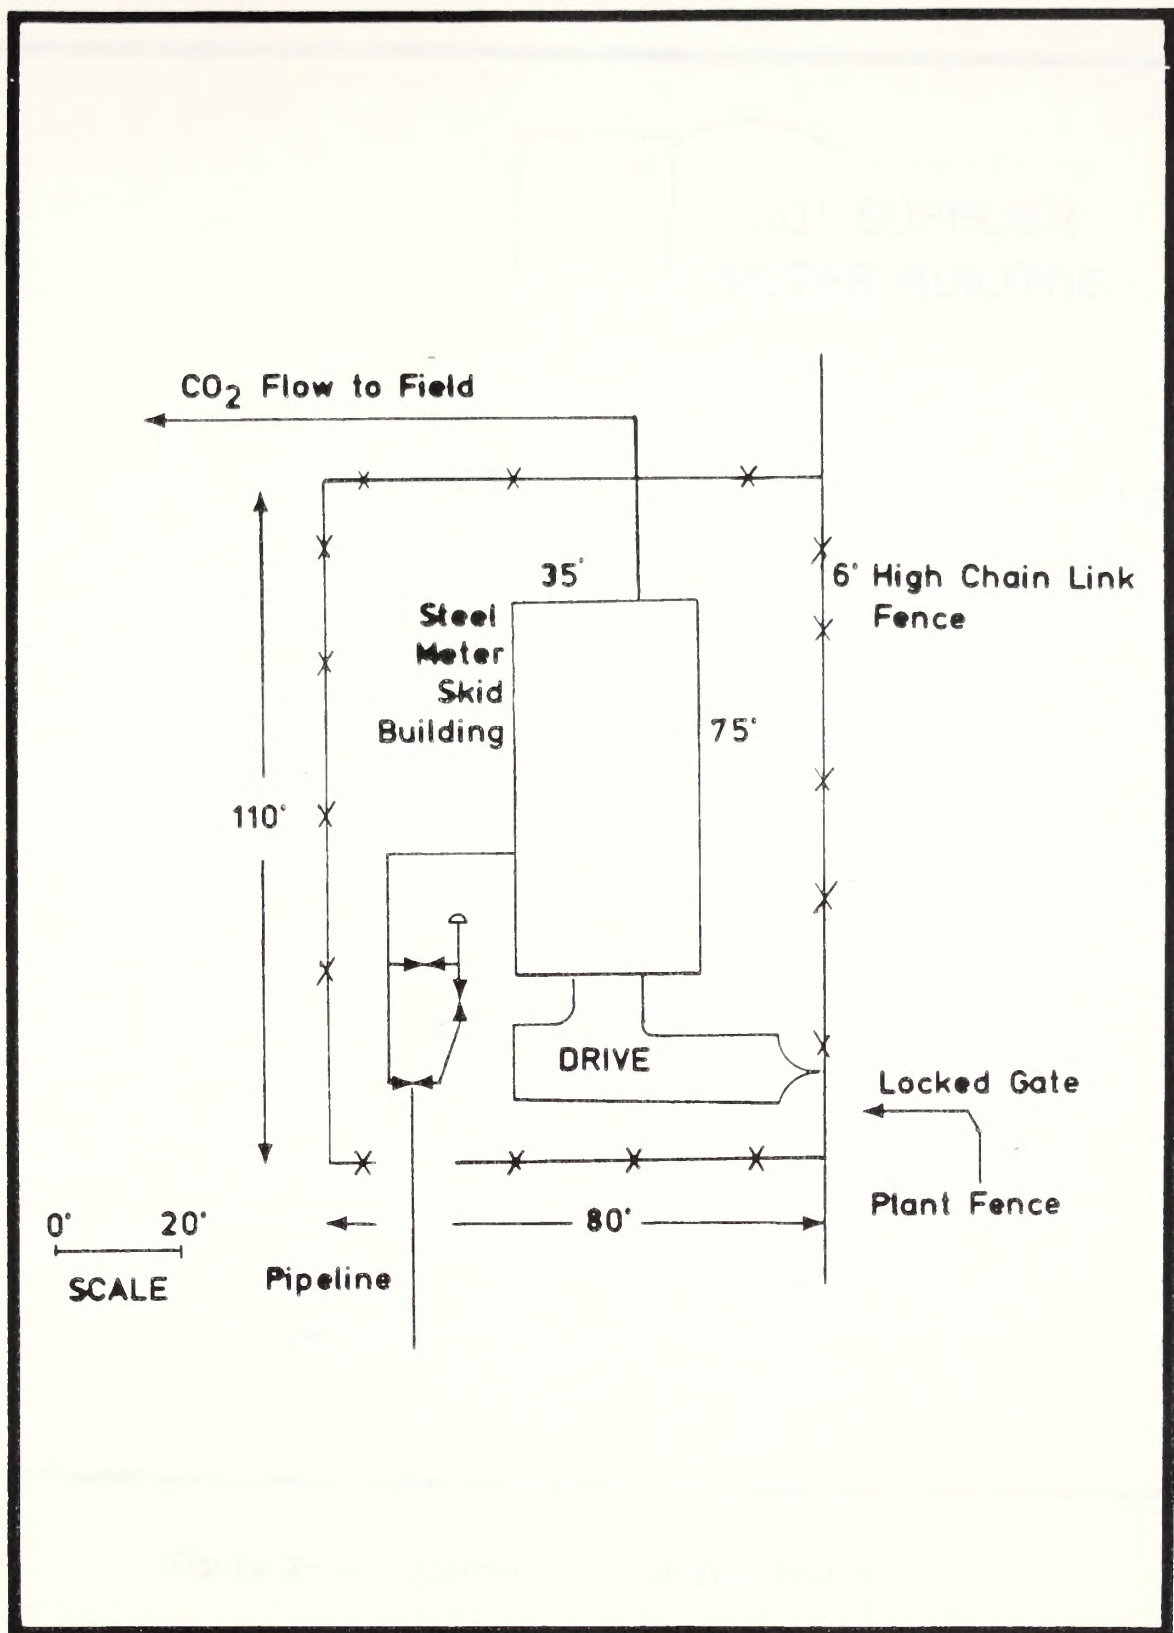 CO₂ Flow to Field
35'
6' High Chain Link
Fence
Steel
Meter
Skid
Building
75'
110'
DRIVE
Locked Gate
Plant Fence
0' 20'
SCALE
80'
Pipeline